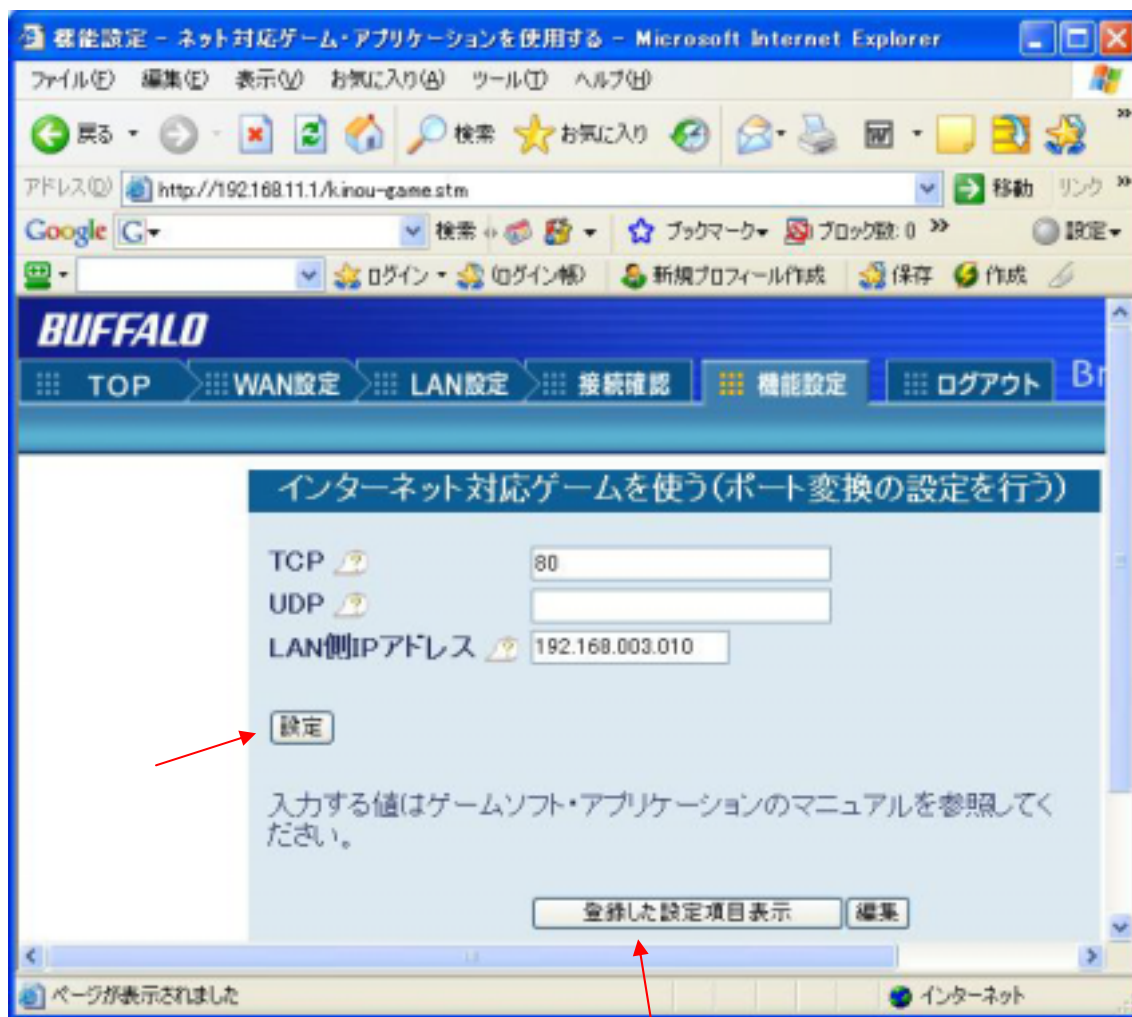 機能設定 - ネット対応ゲーム・アプリケーションを使用する - Microsoft Internet Explorer
ファイル(F) 編集(E) 表示(V) お気に入り(A) ツール(T) ヘルプ(H)
戻る 検索 お気に入り
アドレス(D) http://192.168.11.1/kinou-game.stm 移動 リンク »
Google G 検索 ブックマーク ブロック数: 0 » 設定
ログイン (ログイン帳) 新規プロフィール作成 保存 作成
BUFFALO
TOP WAN設定 LAN設定 接続確認 機能設定 ログアウト Br
インターネット対応ゲームを使う(ポート変換の設定を行う)
TCP ? 80
UDP ?
LAN側IPアドレス ? 192.168.003.010
設定
入力する値はゲームソフト・アプリケーションのマニュアルを参照してく
ださい。
登録した設定項目表示 編集
ページが表示されました インターネット